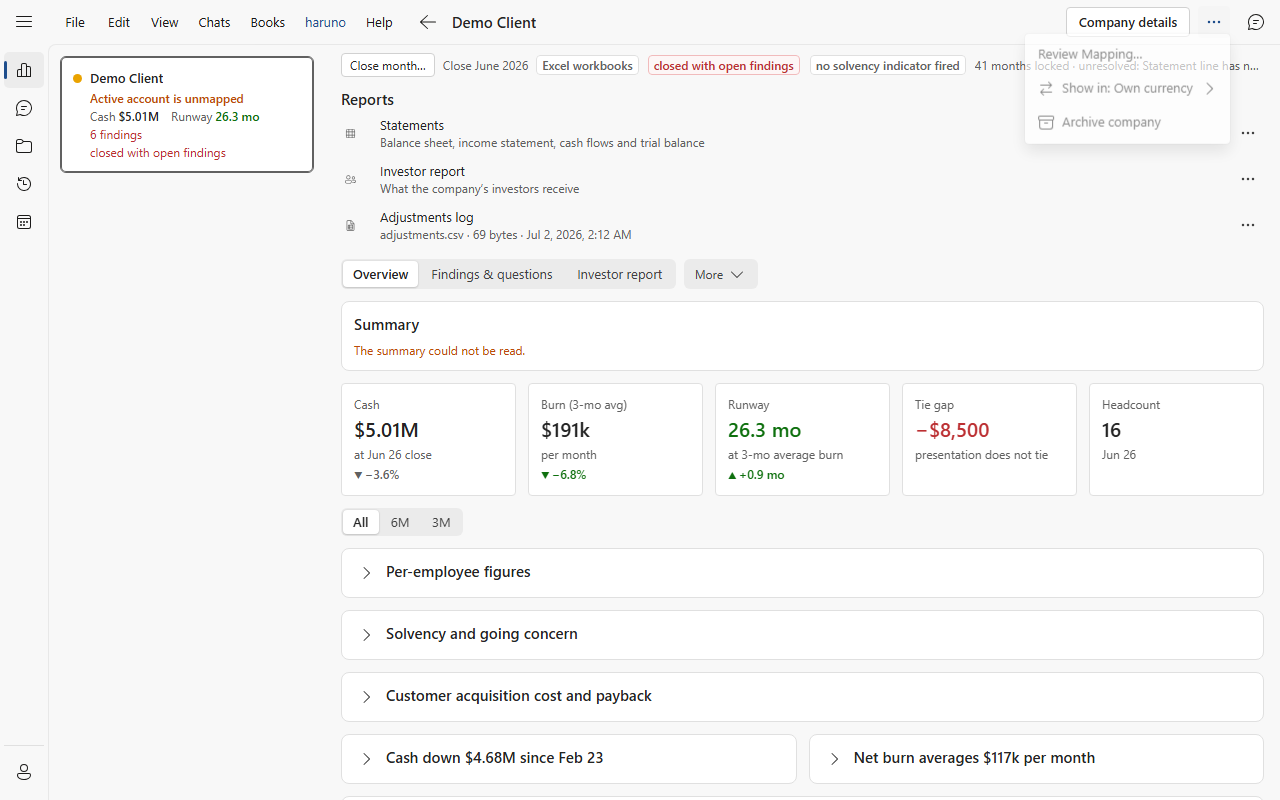 File Edit View Chats Books haruno Help Demo Client Company details
Demo Client
Active account is unmapped
Cash $5.01M Runway 26.3 mo
6 findings
closed with open findings
Close month... Close June 2026 Excel workbooks closed with open findings no solvency indicator fired 41 months locked · unresolved: Statement line has n...
Review Mapping...
Show in: Own currency
Archive company
Reports
Statements
Balance sheet, income statement, cash flows and trial balance
Investor report
What the company's investors receive
Adjustments log
adjustments.csv · 69 bytes · Jul 2, 2026, 2:12 AM
Overview Findings & questions Investor report More
Summary
The summary could not be read.
Cash
$5.01M
at Jun 26 close
▼ −3.6%
Burn (3-mo avg)
$191k
per month
▼ −6.8%
Runway
26.3 mo
at 3-mo average burn
▲ +0.9 mo
Tie gap
−$8,500
presentation does not tie
Headcount
16
Jun 26
All 6M 3M
Per-employee figures
Solvency and going concern
Customer acquisition cost and payback
Cash down $4.68M since Feb 23
Net burn averages $117k per month